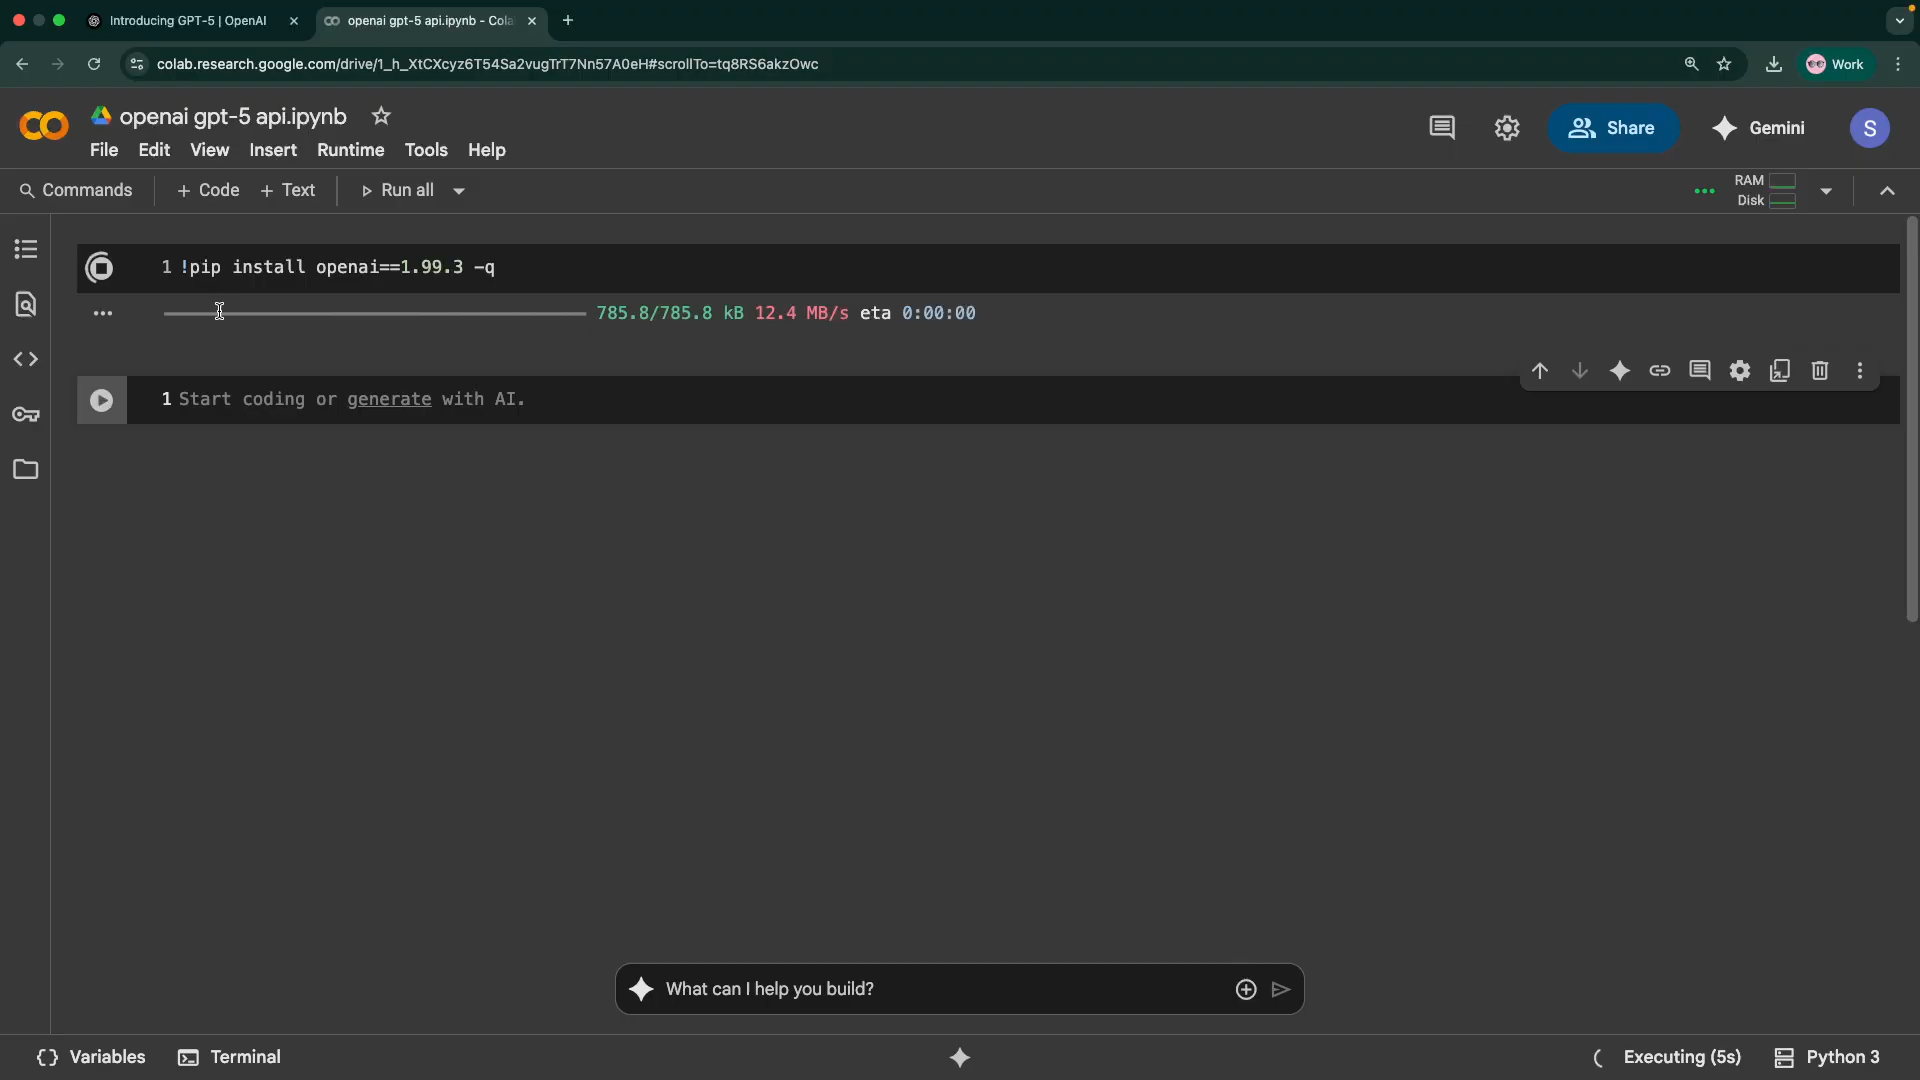 Introducing GPT-5 | OpenAI
openai gpt-5 api.ipynb - Cola
colab.research.google.com/drive/1_h_XtCXcyz6T54Sa2vugTrT7Nn57A0eH#scrollTo=tq8RS6akzOwc
Work
openai gpt-5 api.ipynb
Share
Gemini
S
File Edit View Insert Runtime Tools Help
Commands + Code + Text Run all
RAM
Disk
1 !pip install openai==1.99.3 -q
785.8/785.8 kB 12.4 MB/s eta 0:00:00
1 Start coding or generate with AI.
What can I help you build?
Variables Terminal
Executing (5s) Python 3